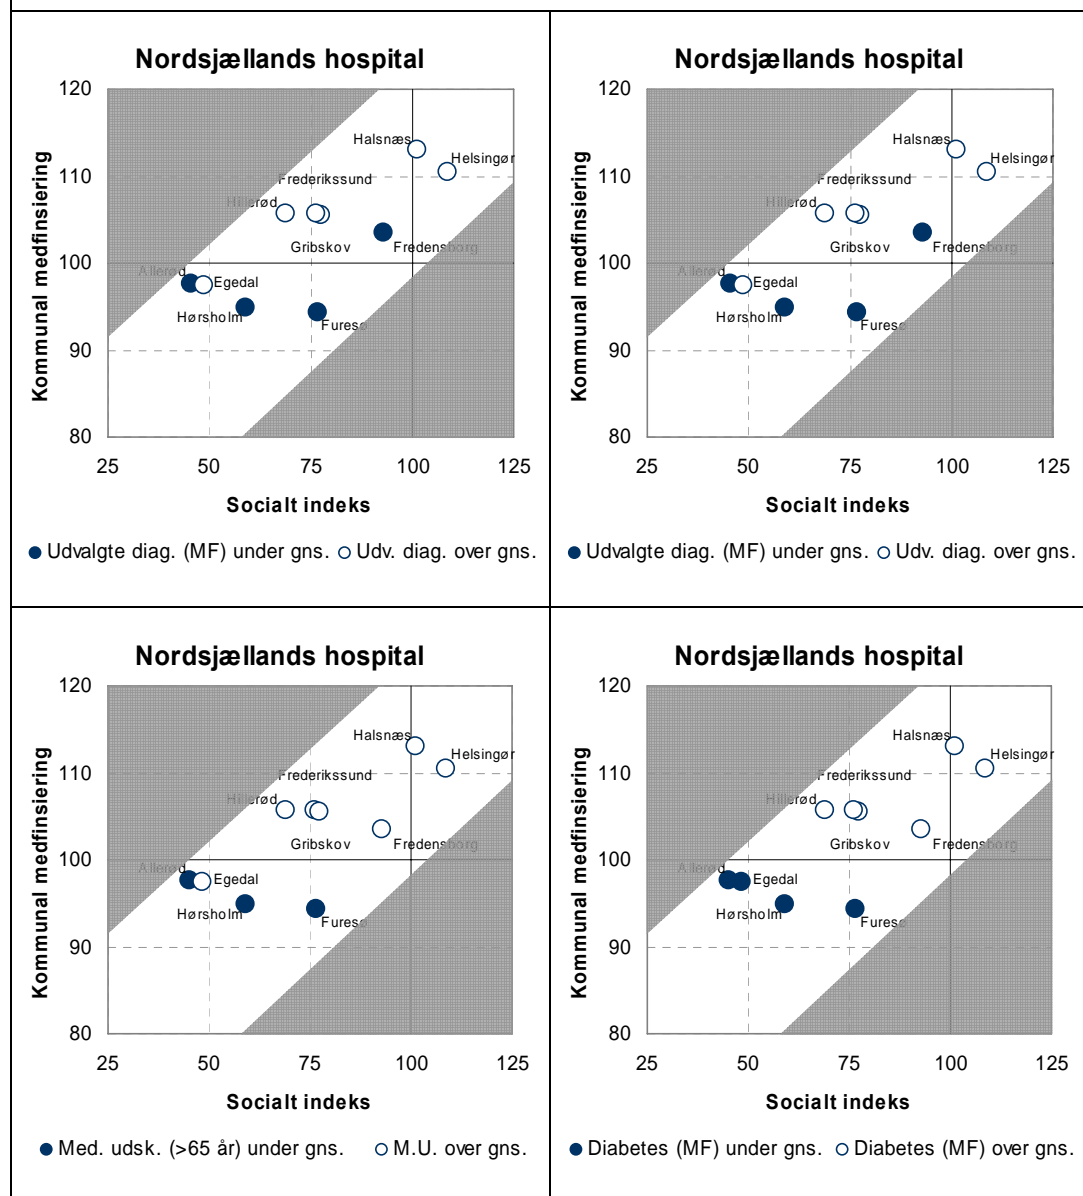 Nordsjællands hospital
Kommunal medfinsiering
120
110
100
90
80
Halsnæs
Helsingør
Frederikssund
Hillerød
Gribskov
Fredensborg
Allerød
Egedal
Hørsholm
Furesø
25 50 75 100 125
Socialt indeks
Udvalgte diag. (MF) under gns. Udv. diag. over gns.
Nordsjællands hospital
Kommunal medfinsiering
120
110
100
90
80
Halsnæs
Helsingør
Frederikssund
Hillerød
Gribskov
Fredensborg
Allerød
Egedal
Hørsholm
Furesø
25 50 75 100 125
Socialt indeks
Udvalgte diag. (MF) under gns. Udv. diag. over gns.
Nordsjællands hospital
Kommunal medfinsiering
120
110
100
90
80
Halsnæs
Helsingør
Frederikssund
Hillerød
Gribskov
Fredensborg
Allerød
Egedal
Hørsholm
Furesø
25 50 75 100 125
Socialt indeks
Med. udsk. (>65 år) under gns. M.U. over gns.
Nordsjællands hospital
Kommunal medfinsiering
120
110
100
90
80
Halsnæs
Helsingør
Frederikssund
Hillerød
Gribskov
Fredensborg
Allerød
Egedal
Hørsholm
Furesø
25 50 75 100 125
Socialt indeks
Diabetes (MF) under gns. Diabetes (MF) over gns.